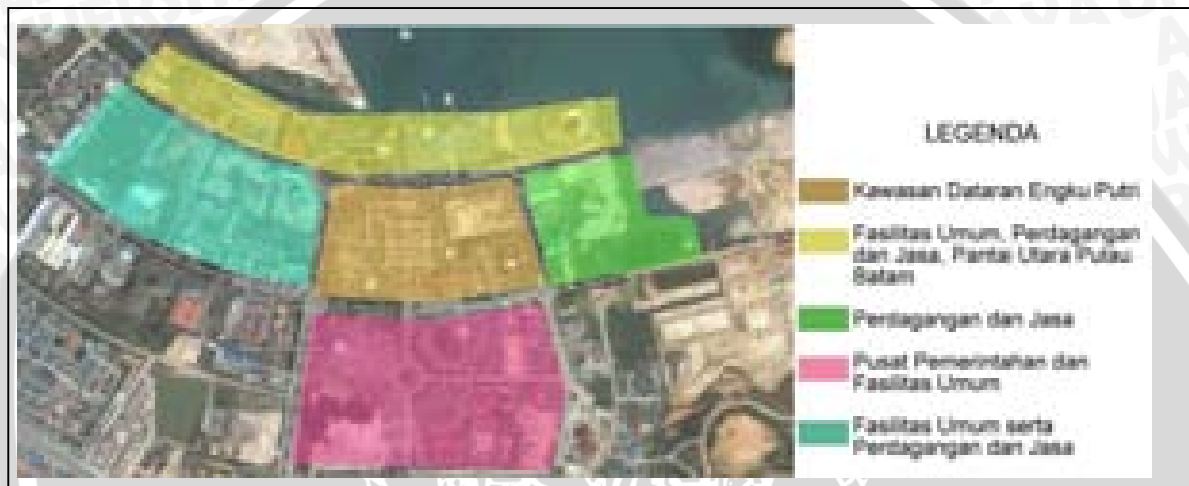 LEGENDA
Kawasan Dataran Engku Putri
Fasilitas Umum, Perdagangan
dan Jasa, Pantai Utara Pulau
Batam
Perdagangan dan Jasa
Pusat Pemerintahan dan
Fasilitas Umum
Fasilitas Umum serta
Perdagangan dan Jasa